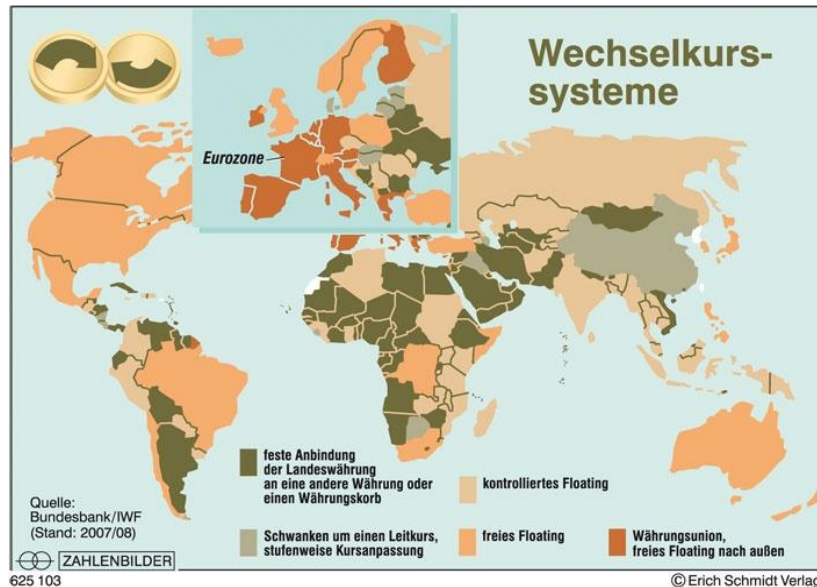 Wechselkurs-
systeme
Eurozone
feste Anbindung
der Landeswährung
an eine andere Währung oder
einen Währungskorb
kontrolliertes Floating
Schwanken um einen Leitkurs,
stufenweise Kursanpassung
freies Floating
Währungsunion,
freies Floating nach außen
Quelle:
Bundesbank/IWF
(Stand: 2007/08)
ZAHLENBILDER
625 103
© Erich Schmidt Verlag